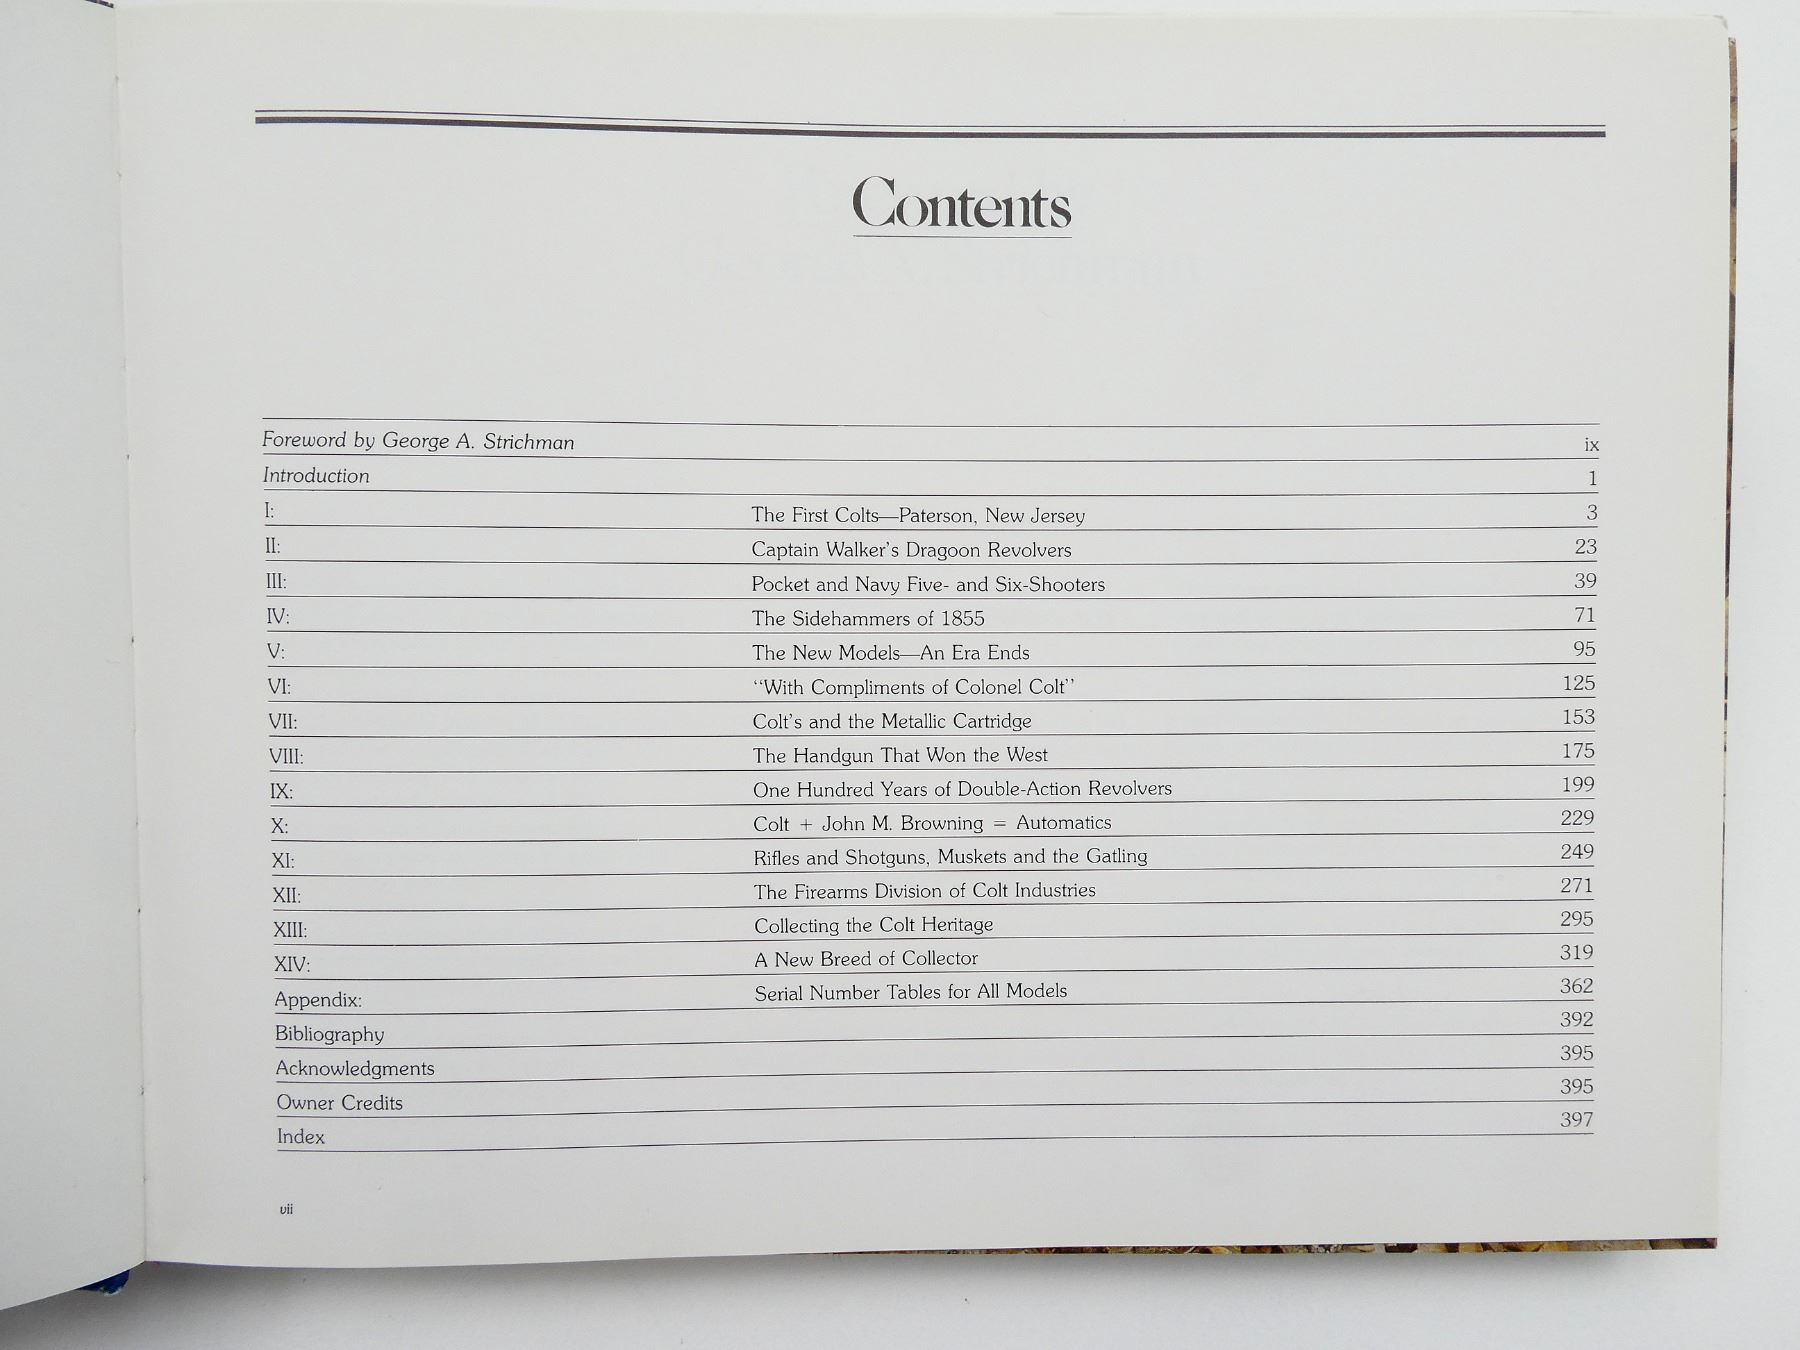 Contents
Foreword by George A. Strichman ix
Introduction 1
I: The First Colts—Paterson, New Jersey 3
II: Captain Walker's Dragoon Revolvers 23
III: Pocket and Navy Five- and Six-Shooters 39
IV: The Sidehammers of 1855 71
V: The New Models—An Era Ends 95
VI: "With Compliments of Colonel Colt" 125
VII: Colt's and the Metallic Cartridge 153
VIII: The Handgun That Won the West 175
IX: One Hundred Years of Double-Action Revolvers 199
X: Colt + John M. Browning = Automatics 229
XI: Rifles and Shotguns, Muskets and the Gatling 249
XII: The Firearms Division of Colt Industries 271
XIII: Collecting the Colt Heritage 295
XIV: A New Breed of Collector 319
Appendix: Serial Number Tables for All Models 362
Bibliography 392
Acknowledgments 395
Owner Credits 395
Index 397
vii